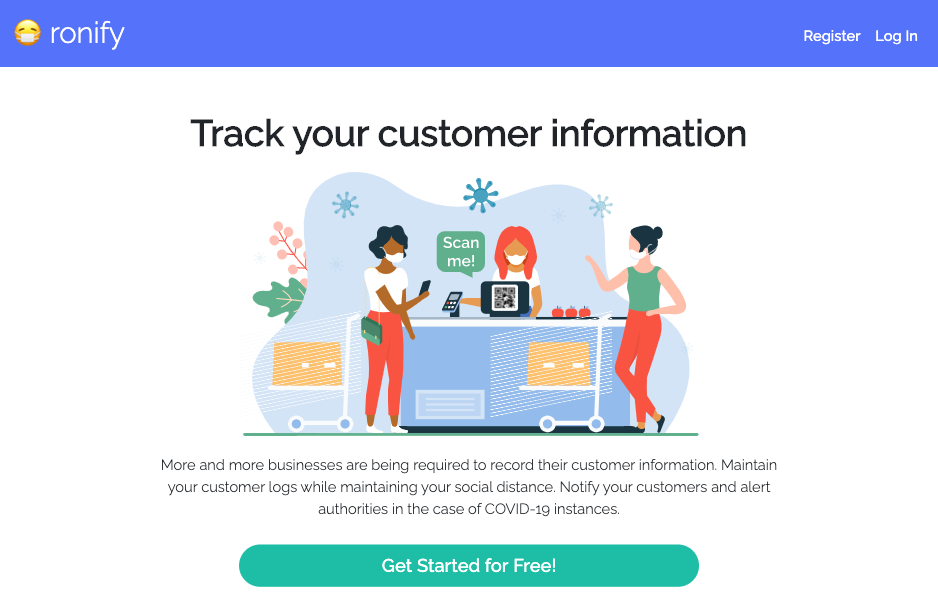 ronify
Register Log In
Track your customer information
Scan
me!
More and more businesses are being required to record their customer information. Maintain
your customer logs while maintaining your social distance. Notify your customers and alert
authorities in the case of COVID-19 instances.
Get Started for Free!